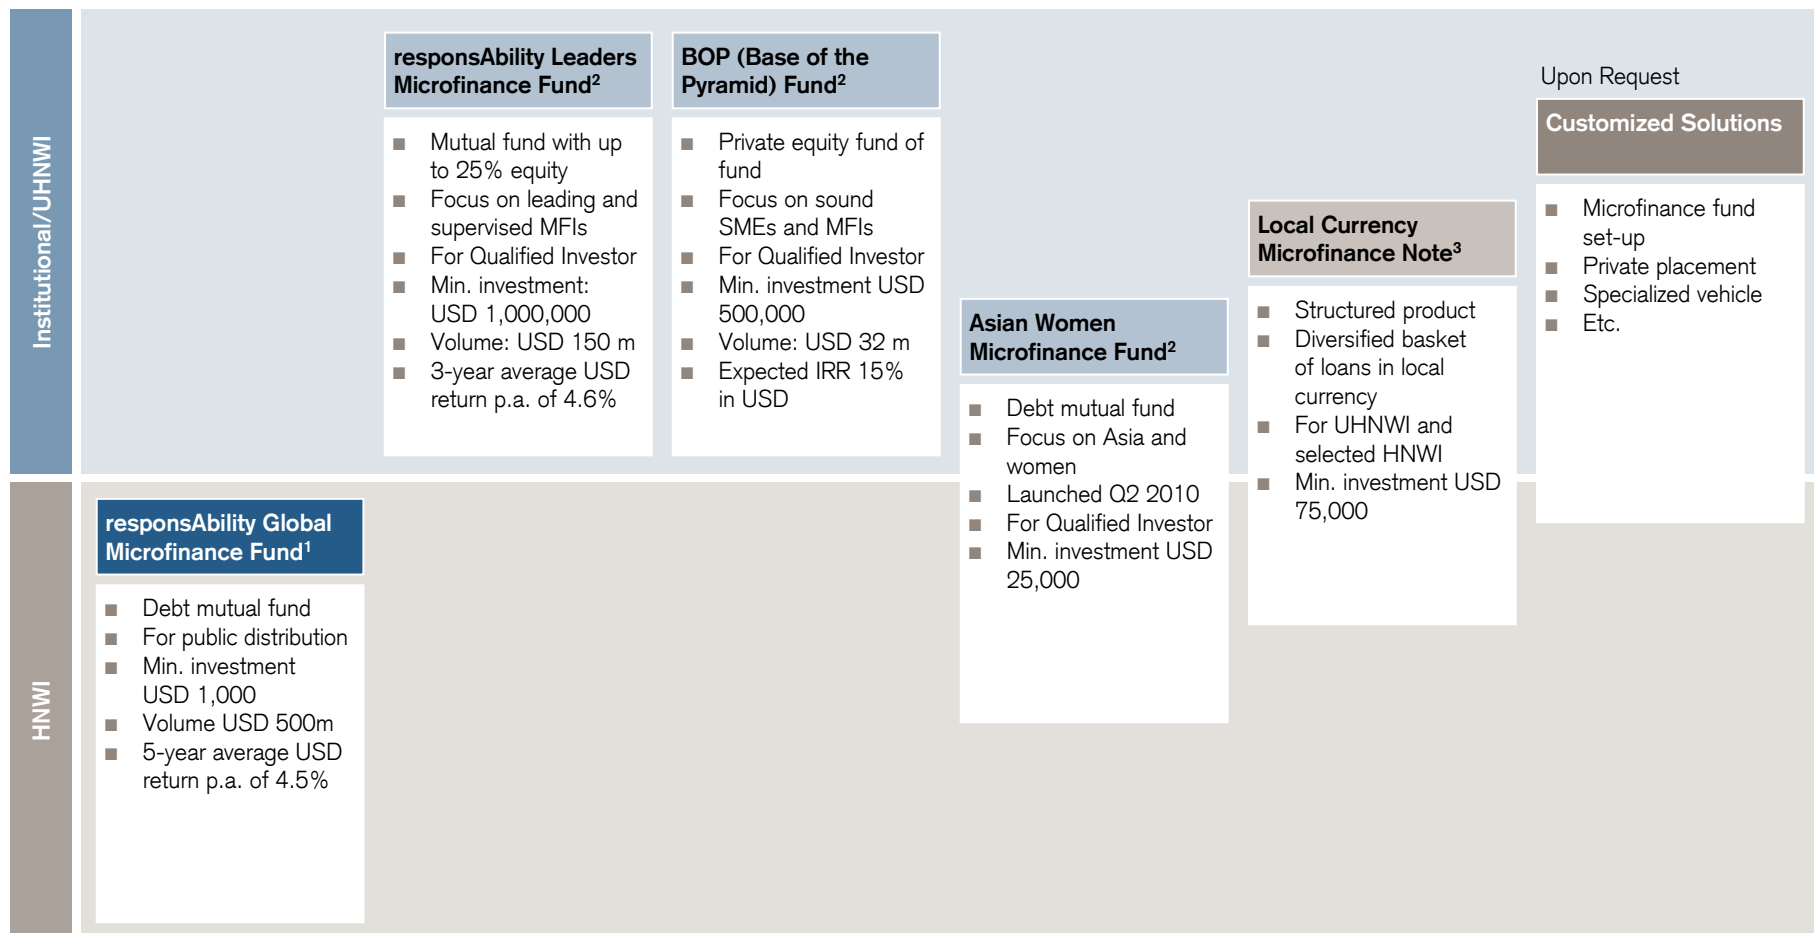 Institutional/UHNWI
responsAbility Leaders
Microfinance Fund²
■ Mutual fund with up
to 25% equity
■ Focus on leading and
supervised MFIs
■ For Qualified Investor
■ Min. investment:
USD 1,000,000
■ Volume: USD 150 m
■ 3-year average USD
return p.a. of 4.6%
BOP (Base of the
Pyramid) Fund²
■ Private equity fund of
fund
■ Focus on sound
SMEs and MFIs
■ For Qualified Investor
■ Min. investment USD
500,000
■ Volume: USD 32 m
■ Expected IRR 15%
in USD
Asian Women
Microfinance Fund²
■ Debt mutual fund
■ Focus on Asia and
women
■ Launched Q2 2010
■ For Qualified Investor
■ Min. investment USD
25,000
Local Currency
Microfinance Note³
■ Structured product
■ Diversified basket
of loans in local
currency
■ For UHNWI and
selected HNWI
■ Min. investment USD
75,000
Upon Request
Customized Solutions
■ Microfinance fund
set-up
■ Private placement
■ Specialized vehicle
■ Etc.
HNWI
responsAbility Global
Microfinance Fund¹
■ Debt mutual fund
■ For public distribution
■ Min. investment
USD 1,000
■ Volume USD 500m
■ 5-year average USD
return p.a. of 4.5%